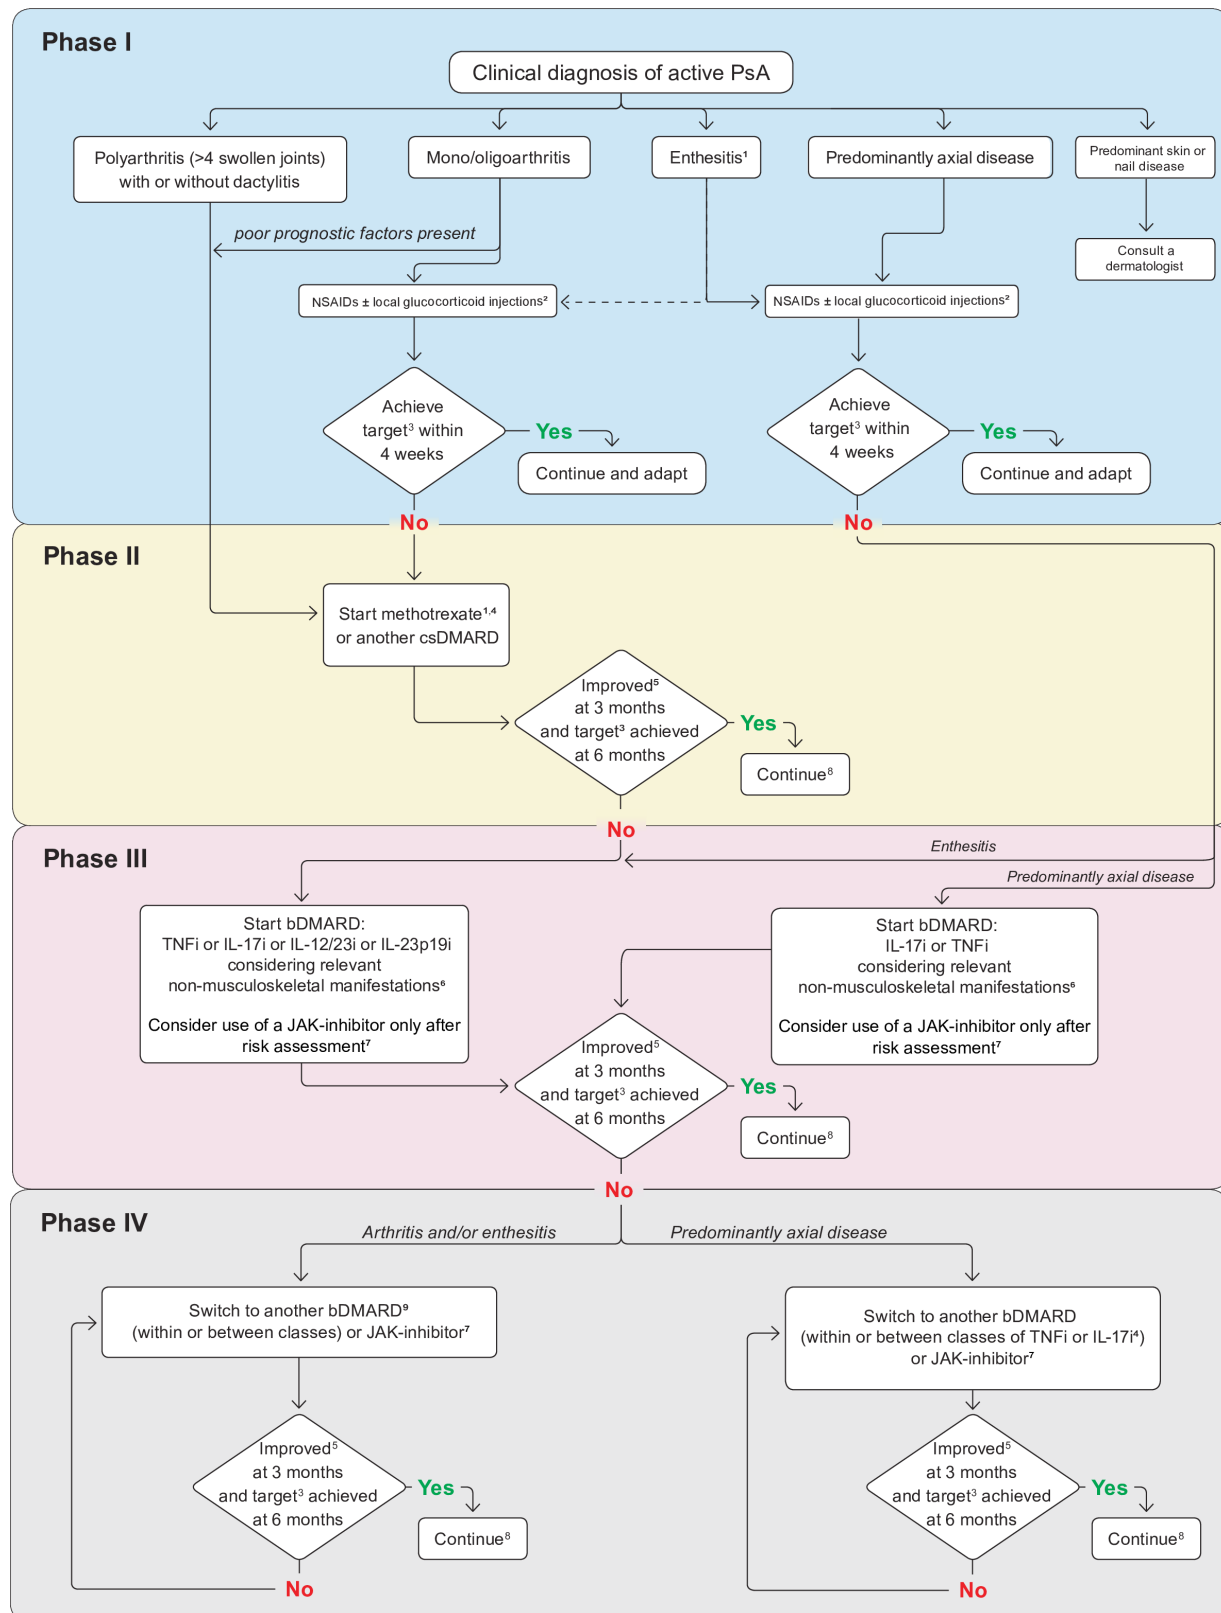 Phase I
Clinical diagnosis of active PsA
Polyarthritis (>4 swollen joints)
with or without dactylitis
Mono/oligoarthritis
Enthesitis¹
Predominantly axial disease
Predominant skin or
nail disease
poor prognostic factors present
Consult a
dermatologist
NSAIDs ± local glucocorticoid injections²
NSAIDs ± local glucocorticoid injections²
Achieve
target³ within
4 weeks
Yes
Continue and adapt
Achieve
target³ within
4 weeks
Yes
Continue and adapt
No
No
Phase II
Start methotrexate¹,⁴
or another csDMARD
Improved⁵
at 3 months
and target³ achieved
at 6 months
Yes
Continue⁸
No
Phase III
Enthesitis
Predominantly axial disease
Start bDMARD:
TNFi or IL-17i or IL-12/23i or IL-23p19i
considering relevant
non-musculoskeletal manifestations⁶
Consider use of a JAK-inhibitor only after
risk assessment⁷
Start bDMARD:
IL-17i or TNFi
considering relevant
non-musculoskeletal manifestations⁶
Consider use of a JAK-inhibitor only after
risk assessment⁷
Improved⁵
at 3 months
and target³ achieved
at 6 months
Yes
Continue⁸
No
Phase IV
Arthritis and/or enthesitis
Predominantly axial disease
Switch to another bDMARD⁹
(within or between classes) or JAK-inhibitor⁷
Switch to another bDMARD
(within or between classes of TNFi or IL-17i⁴)
or JAK-inhibitor⁷
Improved⁵
at 3 months
and target³ achieved
at 6 months
Yes
Continue⁸
No
Improved⁵
at 3 months
and target³ achieved
at 6 months
Yes
Continue⁸
No